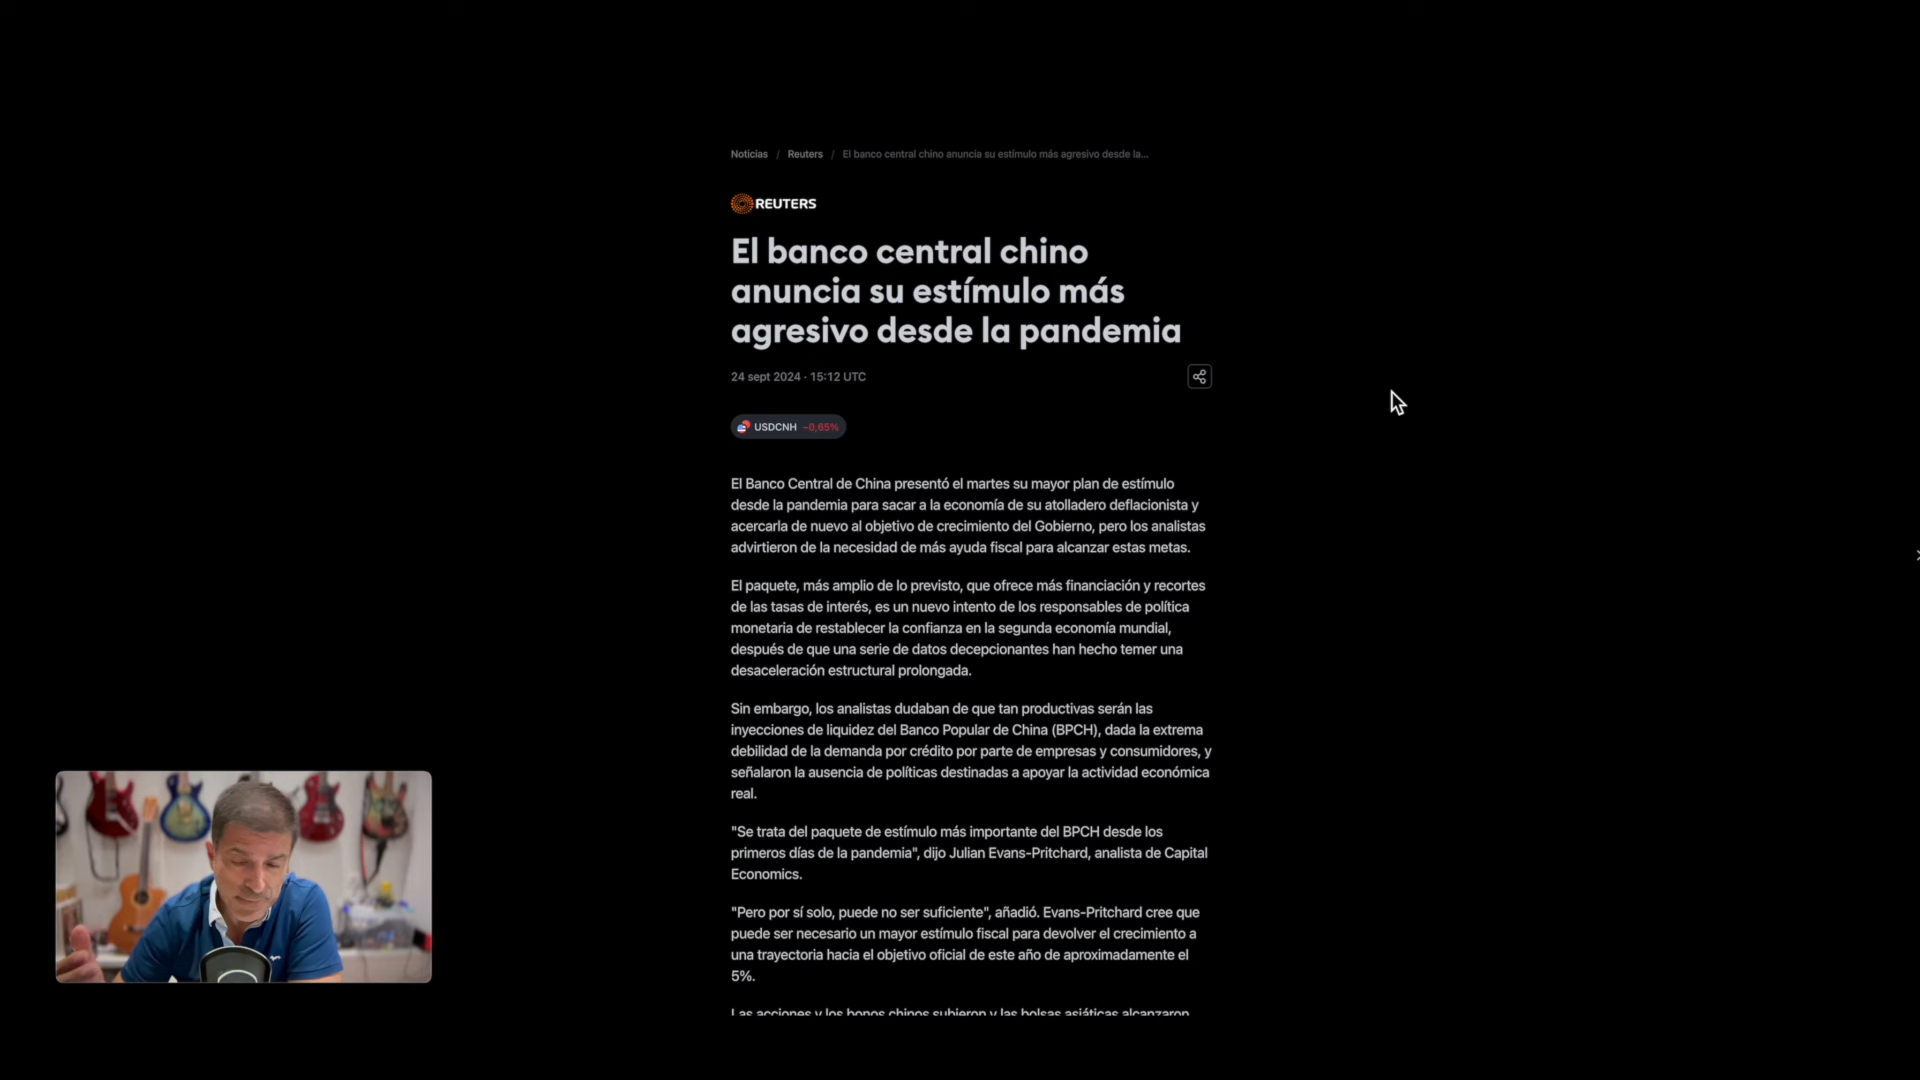 Noticias / Reuters / El banco central chino anuncia su estímulo más agresivo desde la...
REUTERS
El banco central chino
anuncia su estímulo más
agresivo desde la pandemia
24 sept 2024 · 15:12 UTC
USDCNH −0,65%
El Banco Central de China presentó el martes su mayor plan de estímulo
desde la pandemia para sacar a la economía de su atolladero deflacionista y
acercarla de nuevo al objetivo de crecimiento del Gobierno, pero los analistas
advirtieron de la necesidad de más ayuda fiscal para alcanzar estas metas.
El paquete, más amplio de lo previsto, que ofrece más financiación y recortes
de las tasas de interés, es un nuevo intento de los responsables de política
monetaria de restablecer la confianza en la segunda economía mundial,
después de que una serie de datos decepcionantes han hecho temer una
desaceleración estructural prolongada.
Sin embargo, los analistas dudaban de que tan productivas serán las
inyecciones de liquidez del Banco Popular de China (BPCH), dada la extrema
debilidad de la demanda por crédito por parte de empresas y consumidores, y
señalaron la ausencia de políticas destinadas a apoyar la actividad económica
real.
"Se trata del paquete de estímulo más importante del BPCH desde los
primeros días de la pandemia", dijo Julian Evans-Pritchard, analista de Capital
Economics.
"Pero por sí solo, puede no ser suficiente", añadió. Evans-Pritchard cree que
puede ser necesario un mayor estímulo fiscal para devolver el crecimiento a
una trayectoria hacia el objetivo oficial de este año de aproximadamente el
5%.
Las acciones y los bonos chinos subieron y las bolsas asiáticas alcanzaron